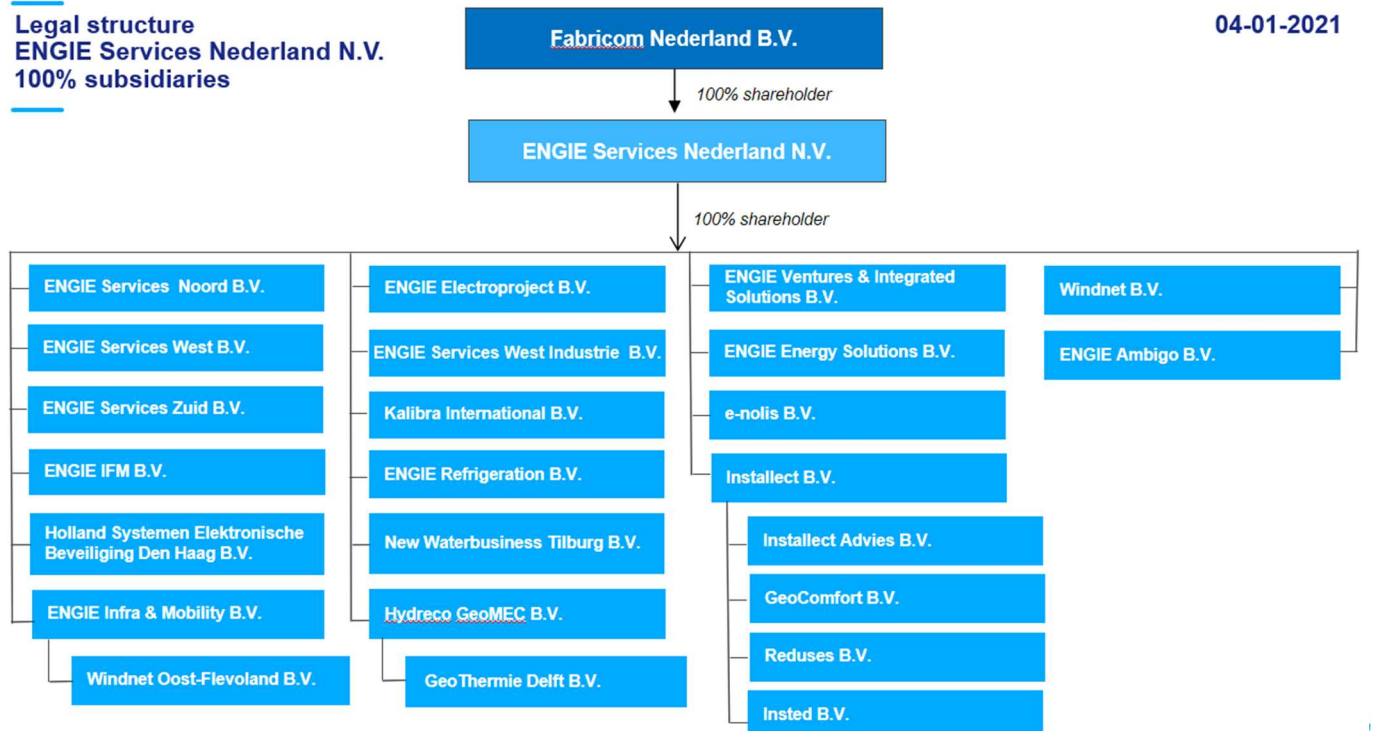 Legal structure
ENGIE Services Nederland N.V.
100% subsidiaries
04-01-2021
Fabricom Nederland B.V.
100% shareholder
ENGIE Services Nederland N.V.
100% shareholder
ENGIE Services Noord B.V.
ENGIE Services West B.V.
ENGIE Services Zuid B.V.
ENGIE IFM B.V.
Holland Systemen Elektronische
Beveiliging Den Haag B.V.
ENGIE Infra & Mobility B.V.
Windnet Oost-Flevoland B.V.
ENGIE Electroproject B.V.
ENGIE Services West Industrie B.V.
Kalibra International B.V.
ENGIE Refrigeration B.V.
New Waterbusiness Tilburg B.V.
Hydreco GeoMEC B.V.
GeoThermie Delft B.V.
ENGIE Ventures & Integrated
Solutions B.V.
ENGIE Energy Solutions B.V.
e-nolis B.V.
Installect B.V.
Installect Advies B.V.
GeoComfort B.V.
Reduses B.V.
Insted B.V.
Windnet B.V.
ENGIE Ambigo B.V.